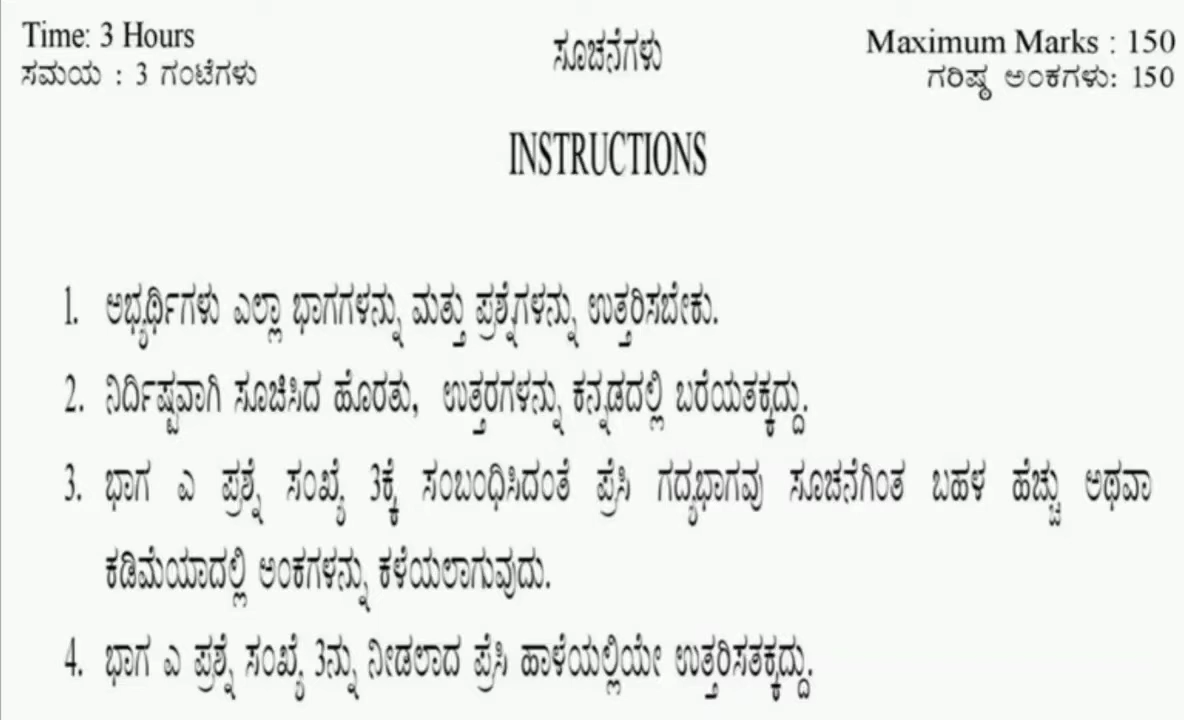 Time: 3 Hours
ಸೂಚನೆಗಳು
Maximum Marks : 150
ಸಮಯ : 3 ಗಂಟೆಗಳು
ಗರಿಷ್ಠ ಅಂಕಗಳು: 150
INSTRUCTIONS
1. ಅಭ್ಯರ್ಥಿಗಳು ಎಲ್ಲಾ ಭಾಗಗಳನ್ನು ಮತ್ತು ಪ್ರಶ್ನೆಗಳನ್ನು ಉತ್ತರಿಸಬೇಕು.
2. ನಿರ್ದಿಷ್ಟವಾಗಿ ಸೂಚಿಸಿದ ಹೊರತು, ಉತ್ತರಗಳನ್ನು ಕನ್ನಡದಲ್ಲಿ ಬರೆಯತಕ್ಕದ್ದು.
3. ಭಾಗ ಎ ಪ್ರಶ್ನೆ ಸಂಖ್ಯೆ 3ಕ್ಕೆ ಸಂಬಂಧಿಸಿದಂತೆ ಪ್ರೆಸಿ ಗದ್ಯಭಾಗವು ಸೂಚನೆಗಿಂತ ಬಹಳ ಹೆಚ್ಚು ಅಥವಾ
ಕಡಿಮೆಯಾದಲ್ಲಿ ಅಂಕಗಳನ್ನು ಕಳೆಯಲಾಗುವುದು.
4. ಭಾಗ ಎ ಪ್ರಶ್ನೆ ಸಂಖ್ಯೆ 3ನ್ನು ನೀಡಲಾದ ಪ್ರೆಸಿ ಹಾಳೆಯಲ್ಲಿಯೇ ಉತ್ತರಿಸತಕ್ಕದ್ದು.